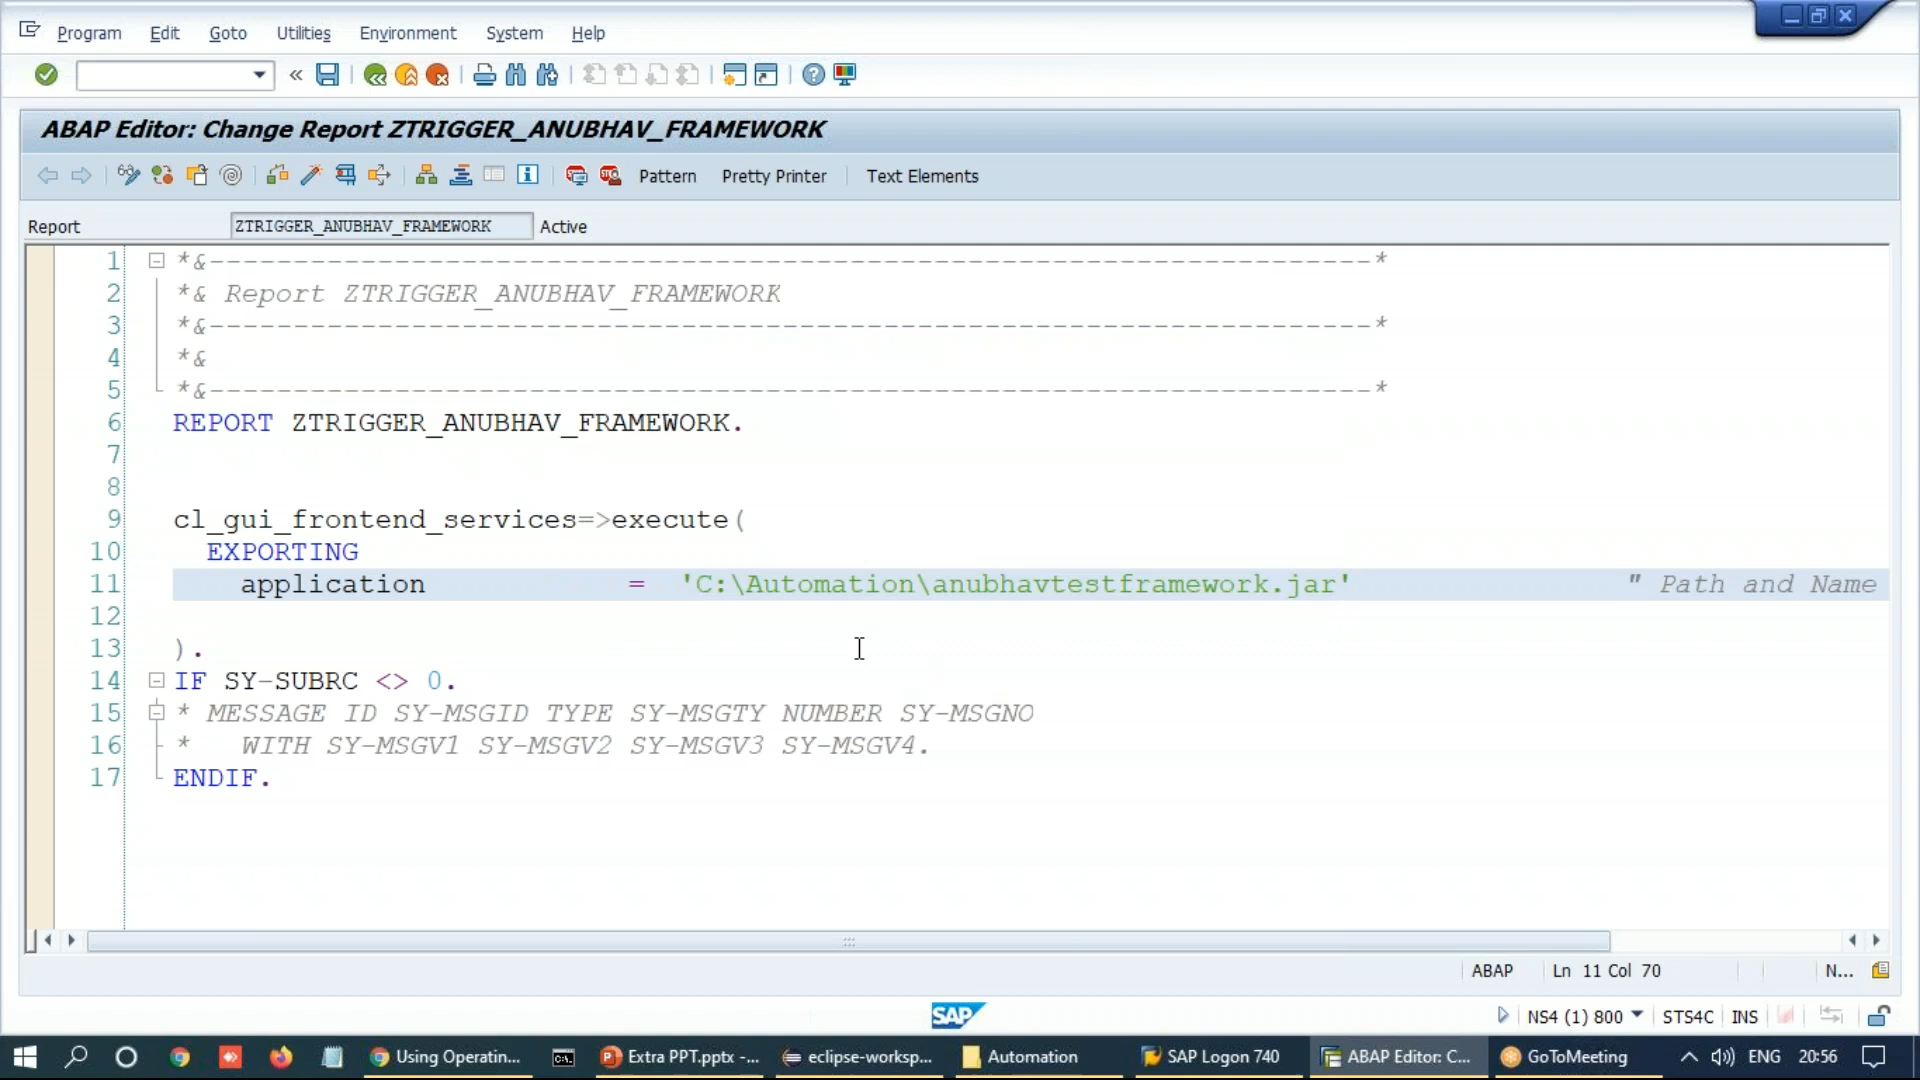 Program Edit Goto Utilities Environment System Help
«
ABAP Editor: Change Report ZTRIGGER_ANUBHAV_FRAMEWORK
Pattern Pretty Printer Text Elements
Report ZTRIGGER_ANUBHAV_FRAMEWORK Active
1 *&---------------------------------------------------------------------*
2 *& Report ZTRIGGER_ANUBHAV_FRAMEWORK
3 *&---------------------------------------------------------------------*
4 *&
5 *&---------------------------------------------------------------------*
6 REPORT ZTRIGGER_ANUBHAV_FRAMEWORK.
7
8
9 cl_gui_frontend_services=>execute(
10 EXPORTING
11 application = 'C:\Automation\anubhavtestframework.jar' " Path and Name
12
13 ).
14 IF SY-SUBRC <> 0.
15 * MESSAGE ID SY-MSGID TYPE SY-MSGTY NUMBER SY-MSGNO
16 * WITH SY-MSGV1 SY-MSGV2 SY-MSGV3 SY-MSGV4.
17 ENDIF.
ABAP Ln 11 Col 70 N...
SAP NS4 (1) 800 STS4C INS
Using Operatin... Extra PPT.pptx -... eclipse-worksp... Automation SAP Logon 740 ABAP Editor: C... GoToMeeting ENG 20:56